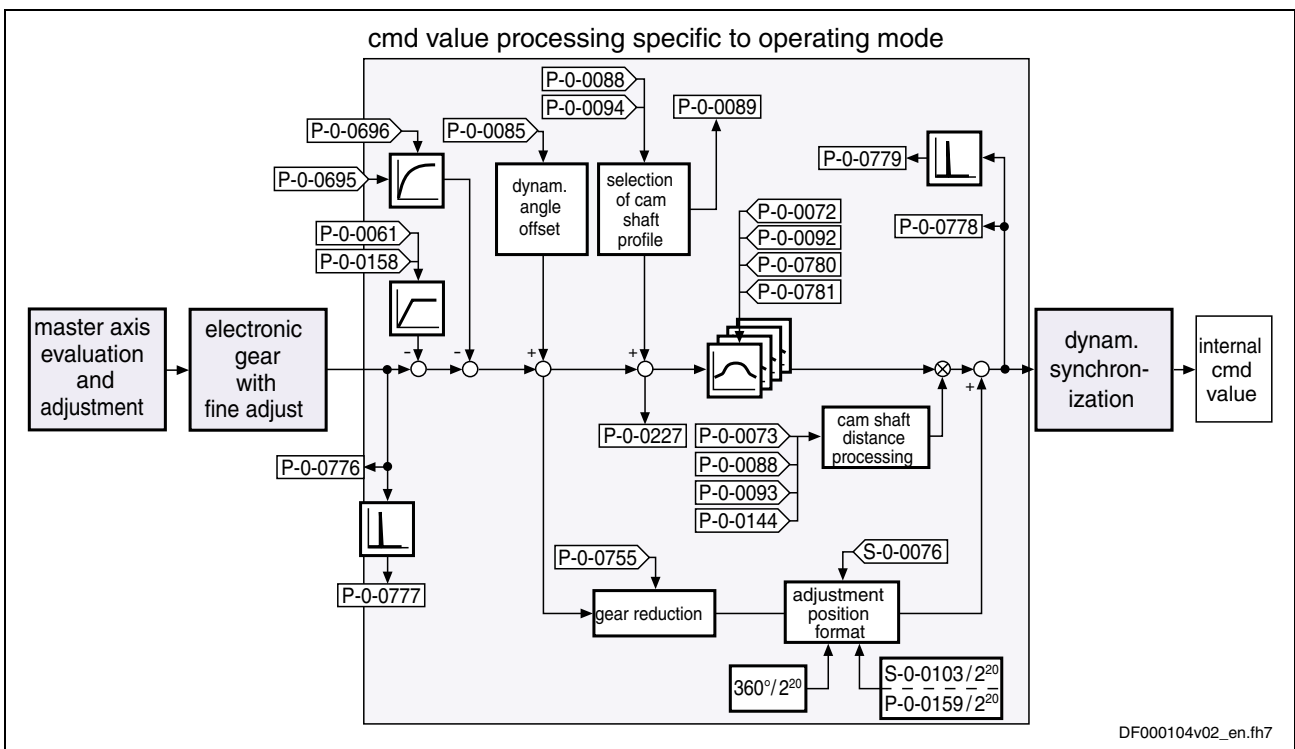 cmd value processing specific to operating mode
P-0-0088
P-0-0094
P-0-0089
P-0-0696
P-0-0085
P-0-0695
P-0-0779
dynam.
angle
offset
selection
of cam
shaft
profile
P-0-0061
P-0-0158
P-0-0072
P-0-0092
P-0-0780
P-0-0781
P-0-0778
master axis
evaluation
and
adjustment
electronic
gear
with
fine adjust
-
-
+
+
+
dynam.
synchron-
ization
internal
cmd
value
P-0-0227
P-0-0073
P-0-0088
P-0-0093
P-0-0144
cam shaft
distance
processing
P-0-0776
P-0-0777
P-0-0755
S-0-0076
gear reduction
adjustment
position
format
360°/2²⁰
S-0-0103/2²⁰
P-0-0159/2²⁰
DF000104v02_en.fh7